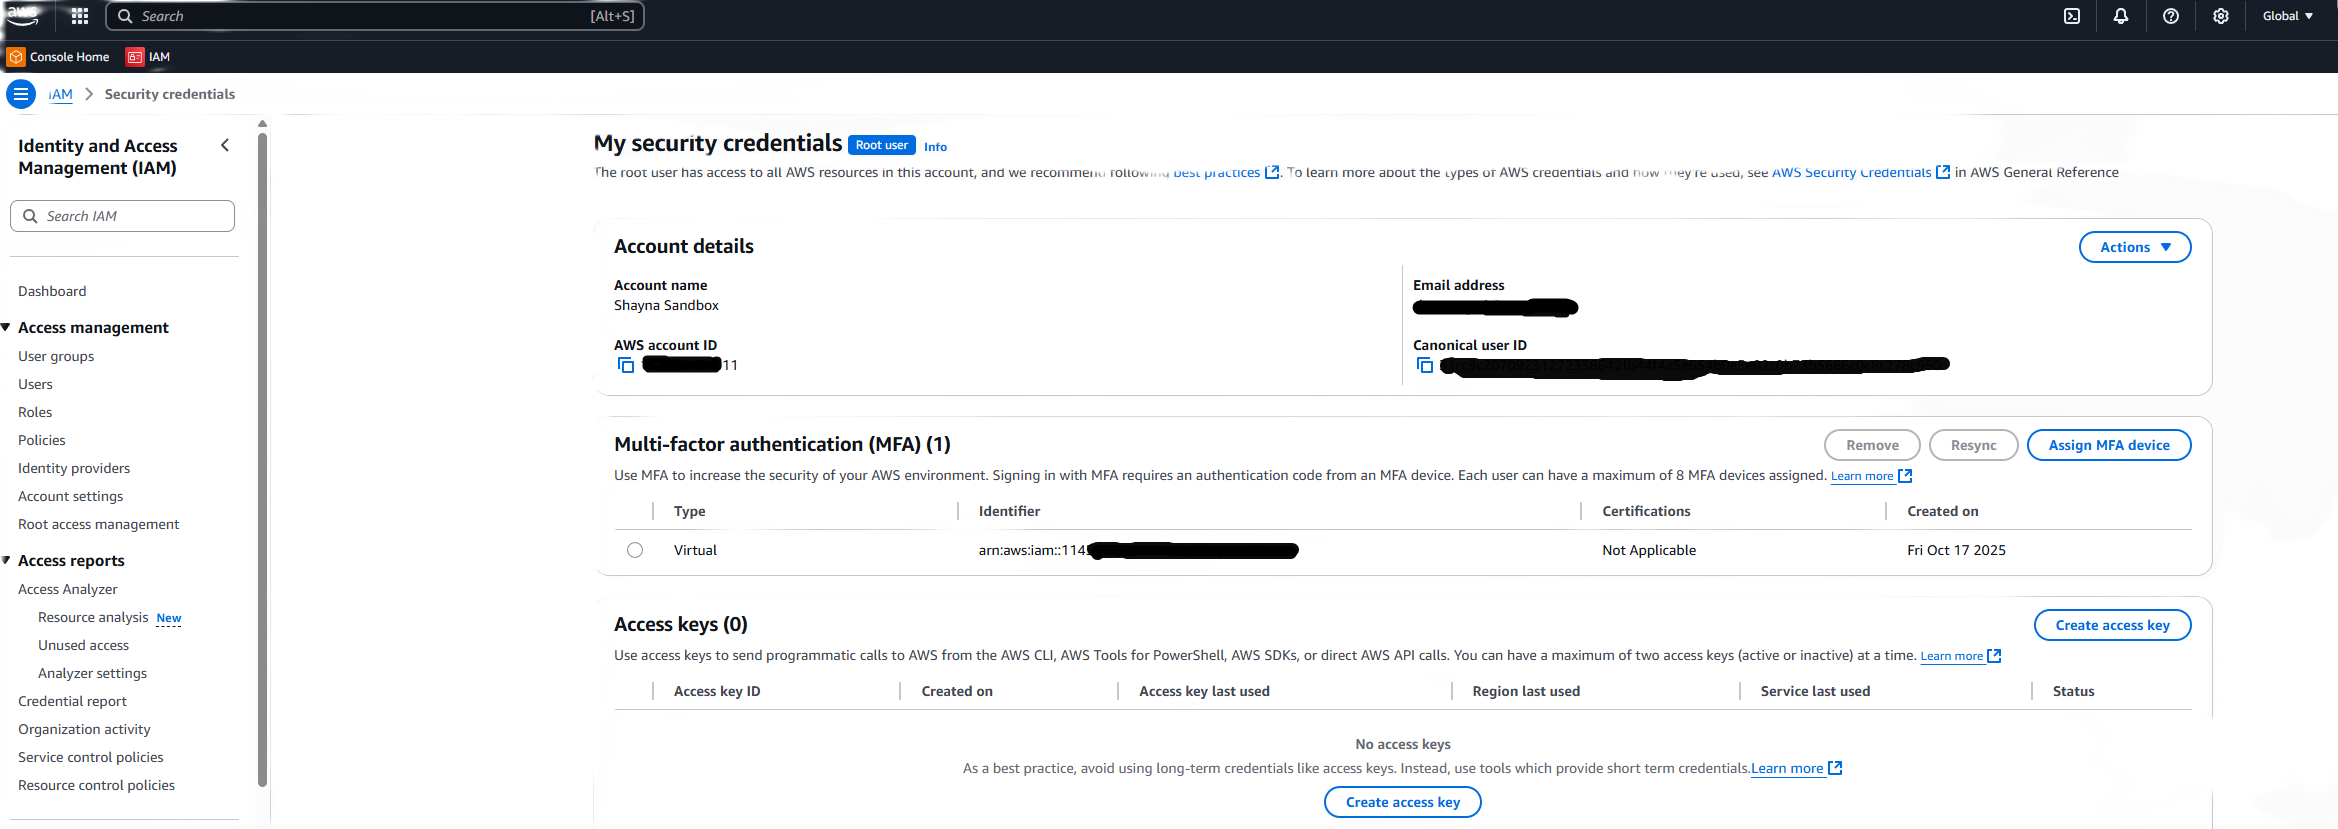 aws
Search [Alt+S]
Global
Console Home IAM
IAM Security credentials
Identity and Access Management (IAM)
Search IAM
Dashboard
Access management
User groups
Users
Roles
Policies
Identity providers
Account settings
Root access management
Access reports
Access Analyzer
Resource analysis New
Unused access
Analyzer settings
Credential report
Organization activity
Service control policies
Resource control policies
My security credentials Root user Info
The root user has access to all AWS resources in this account, and we recommend following best practices. To learn more about the types of AWS credentials and how they're used, see AWS Security Credentials in AWS General Reference
Account details
Actions
Account name
Shayna Sandbox
Email address
AWS account ID
11
Canonical user ID
Multi-factor authentication (MFA) (1)
Remove Resync Assign MFA device
Use MFA to increase the security of your AWS environment. Signing in with MFA requires an authentication code from an MFA device. Each user can have a maximum of 8 MFA devices assigned. Learn more
Type Identifier Certifications Created on
Virtual arn:aws:iam::114 Not Applicable Fri Oct 17 2025
Access keys (0)
Create access key
Use access keys to send programmatic calls to AWS from the AWS CLI, AWS Tools for PowerShell, AWS SDKs, or direct AWS API calls. You can have a maximum of two access keys (active or inactive) at a time. Learn more
Access key ID Created on Access key last used Region last used Service last used Status
No access keys
As a best practice, avoid using long-term credentials like access keys. Instead, use tools which provide short term credentials. Learn more
Create access key